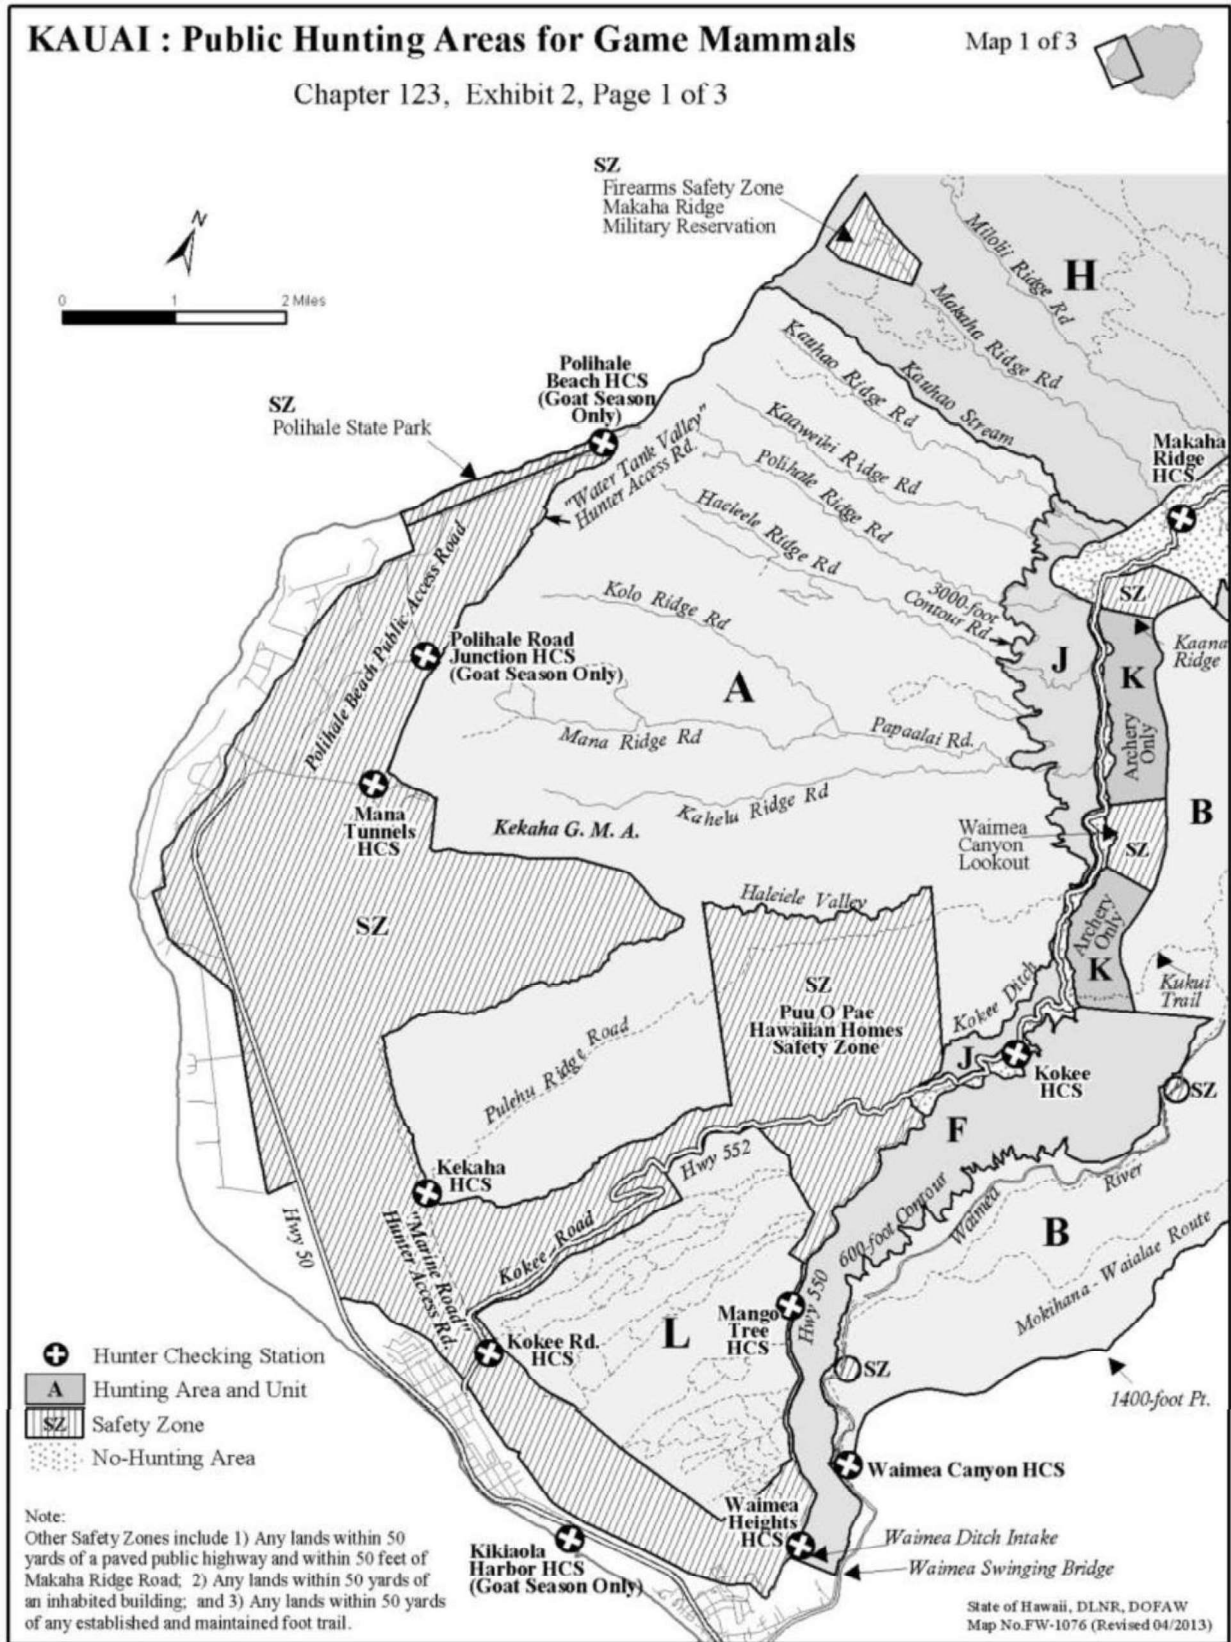 KAUAI : Public Hunting Areas for Game Mammals
Map 1 of 3
Chapter 123, Exhibit 2, Page 1 of 3
SZ
Firearms Safety Zone
Makaha Ridge
Military Reservation
N
0 1 2 Miles
Milolii Ridge Rd
H
Makaha Ridge Rd
Kauhao Ridge Rd
Kauhao Stream
Polihale
Beach HCS
(Goat Season
Only)
SZ
Polihale State Park
"Water Tank Valley"
Hunter Access Rd.
Kaaweiki Ridge Rd
Polihale Ridge Rd
Makaha
Ridge
HCS
Haeleele Ridge Rd
3000-foot
Contour Rd
SZ
Kaana
Ridge
Polihale Beach Public Access Road
Kolo Ridge Rd
Polihale Road
Junction HCS
(Goat Season Only)
A
J
K
Archery
Only
Mana Ridge Rd
Papaalai Rd.
Mana
Tunnels
HCS
Kahelu Ridge Rd
Kekaha G. M. A.
B
Waimea
Canyon
Lookout
SZ
Haleiele Valley
SZ
Archery
Only
K
Kukui
Trail
SZ
Puu O Pae
Hawaiian Homes
Safety Zone
Kokee Ditch
J
Kokee
HCS
SZ
Pulehu Ridge Road
F
Hwy 552
Kekaha
HCS
600-foot Contour
Waimea
River
B
Mokihana - Waialae Route
Hwy 50
"Marine Road"
Hunter Access Rd.
Kokee Road
Hwy 550
Mango
Tree
HCS
L
Kokee Rd.
HCS
SZ
1400-foot Pt.
Hunter Checking Station
A Hunting Area and Unit
SZ Safety Zone
No-Hunting Area
Waimea Canyon HCS
Waimea
Heights
HCS
Waimea Ditch Intake
Waimea Swinging Bridge
Kikiaola
Harbor HCS
(Goat Season Only)
Note:
Other Safety Zones include 1) Any lands within 50
yards of a paved public highway and within 50 feet of
Makaha Ridge Road; 2) Any lands within 50 yards of
an inhabited building; and 3) Any lands within 50 yards
of any established and maintained foot trail.
State of Hawaii, DLNR, DOFAW
Map No.FW-1076 (Revised 04/2013)